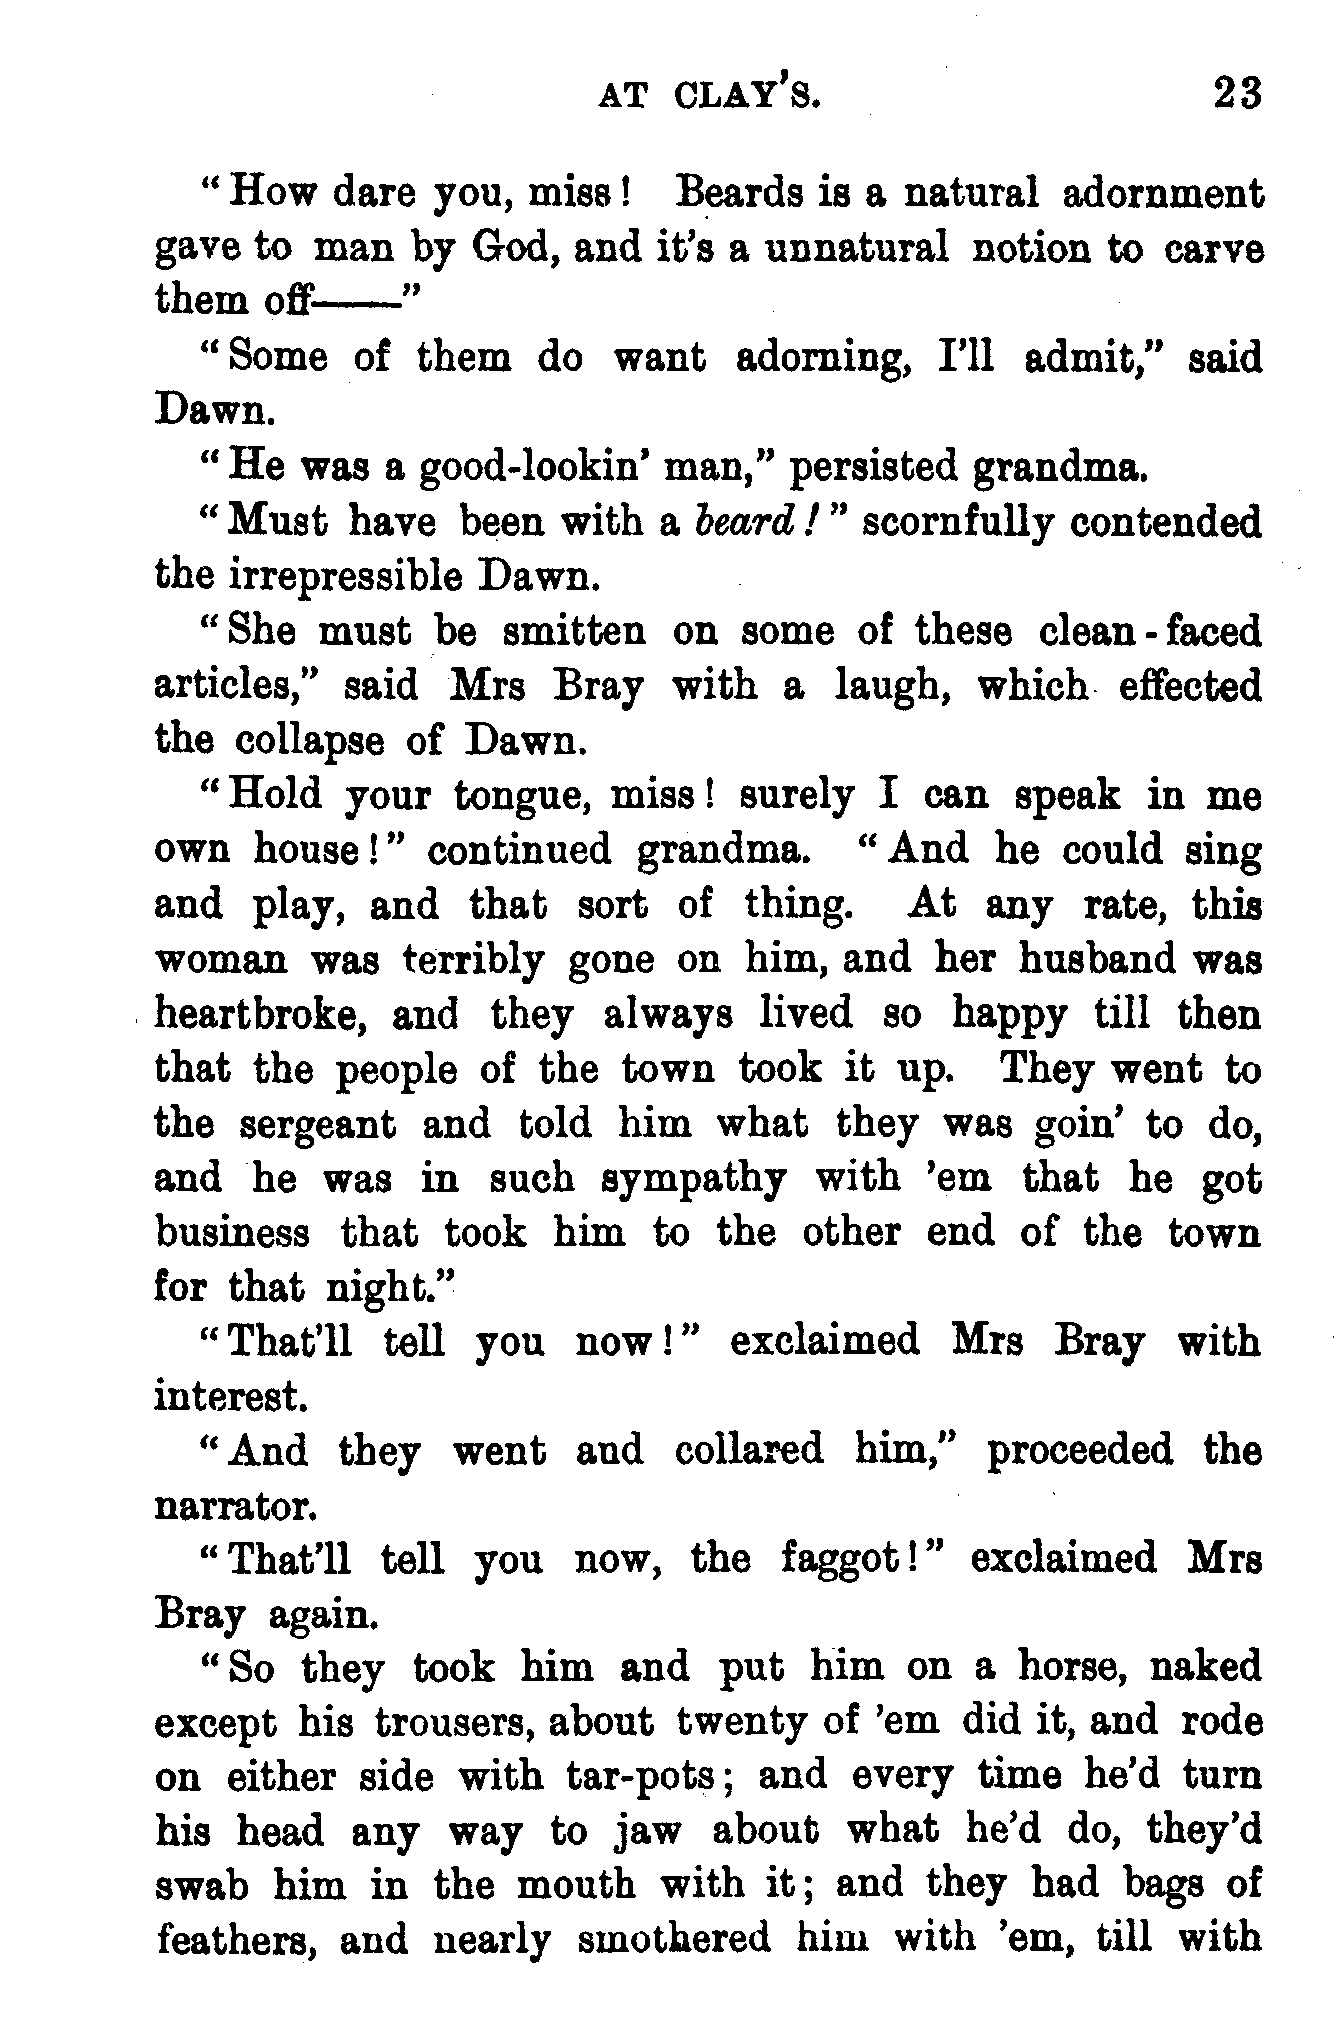 AT CLAY'S. 23
“How dare you, miss! Beards is a natural adornment
gave to man by God, and it's a unnatural notion to carve
them off——”
“Some of them do want adorning, I'll admit,” said
Dawn.
“He was a good-lookin' man,” persisted grandma.
“Must have been with a beard!” scornfully contended
the irrepressible Dawn.
“She must be smitten on some of these clean-faced
articles,” said Mrs Bray with a laugh, which effected
the collapse of Dawn.
“Hold your tongue, miss! surely I can speak in me
own house!” continued grandma. “And he could sing
and play, and that sort of thing. At any rate, this
woman was terribly gone on him, and her husband was
heartbroke, and they always lived so happy till then
that the people of the town took it up. They went to
the sergeant and told him what they was goin' to do,
and he was in such sympathy with 'em that he got
business that took him to the other end of the town
for that night.”
“That'll tell you now!” exclaimed Mrs Bray with
interest.
“And they went and collared him,” proceeded the
narrator.
“That'll tell you now, the faggot!” exclaimed Mrs
Bray again.
“So they took him and put him on a horse, naked
except his trousers, about twenty of 'em did it, and rode
on either side with tar-pots; and every time he'd turn
his head any way to jaw about what he'd do, they'd
swab him in the mouth with it; and they had bags of
feathers, and nearly smothered him with 'em, till with